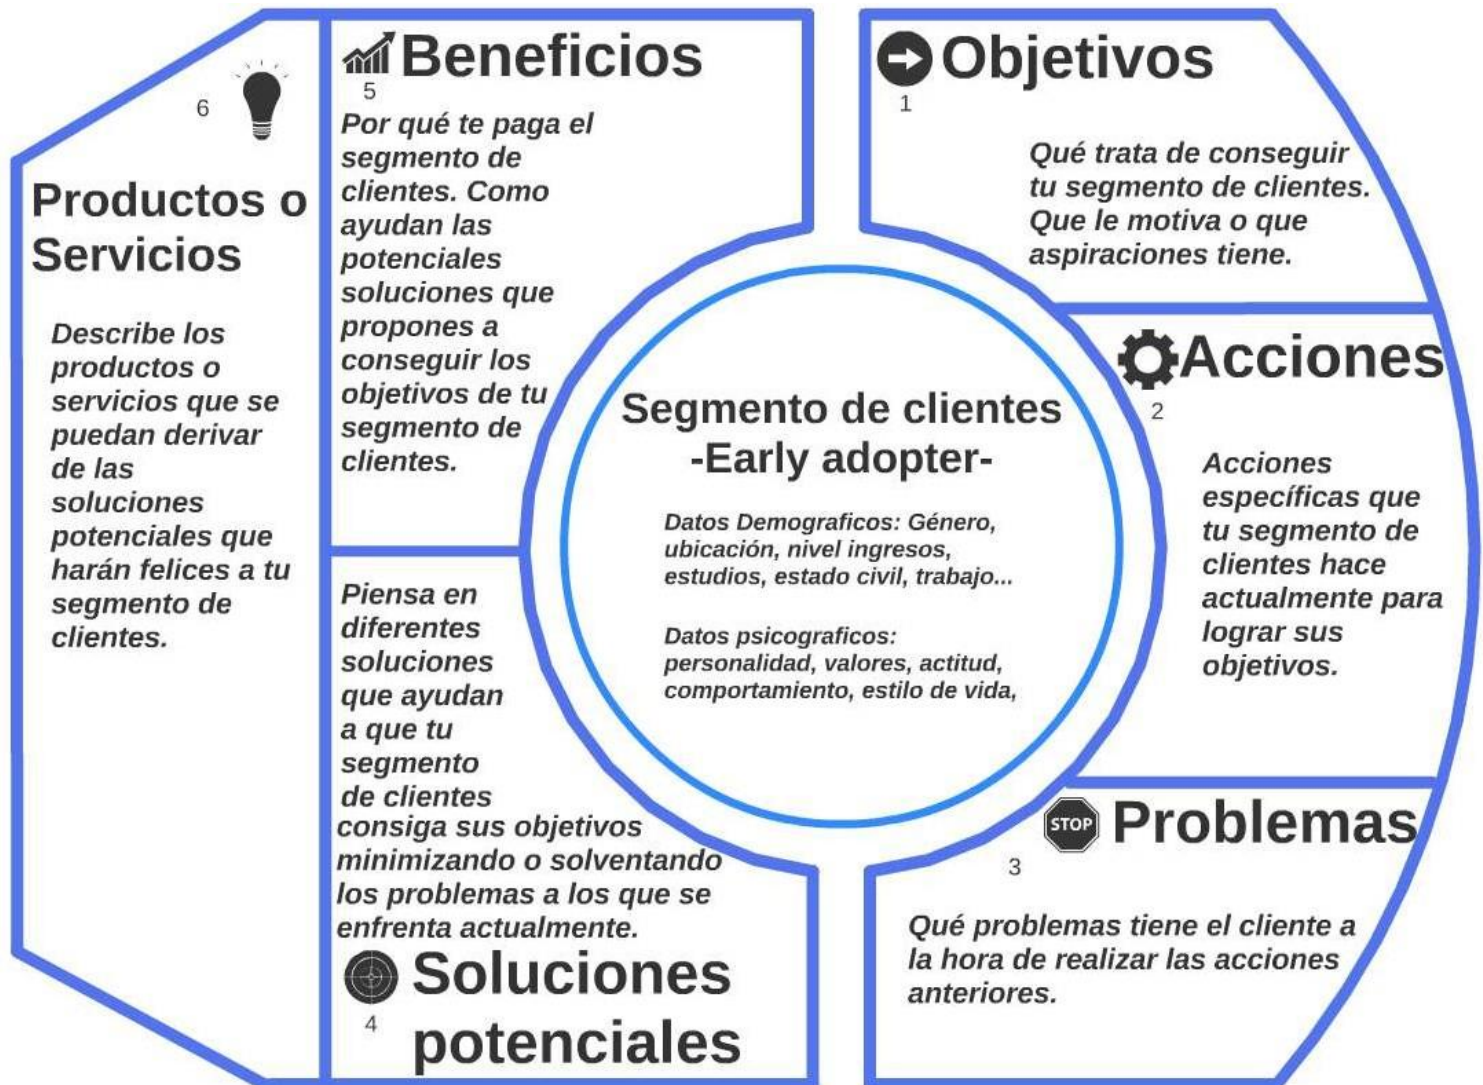 6
Productos o
Servicios
Describe los
productos o
servicios que se
puedan derivar
de las
soluciones
potenciales que
harán felices a tu
segmento de
clientes.
Beneficios
5
Por qué te paga el
segmento de
clientes. Como
ayudan las
potenciales
soluciones que
propones a
conseguir los
objetivos de tu
segmento de
clientes.
Piensa en
diferentes
soluciones
que ayudan
a que tu
segmento
de clientes
consiga sus objetivos
minimizando o solventando
los problemas a los que se
enfrenta actualmente.
Soluciones
4
potenciales
Segmento de clientes
-Early adopter-
Datos Demograficos: Género,
ubicación, nivel ingresos,
estudios, estado civil, trabajo...
Datos psicograficos:
personalidad, valores, actitud,
comportamiento, estilo de vida,
Objetivos
1
Qué trata de conseguir
tu segmento de clientes.
Que le motiva o que
aspiraciones tiene.
Acciones
2
Acciones
específicas que
tu segmento de
clientes hace
actualmente para
lograr sus
objetivos.
STOP Problemas
3
Qué problemas tiene el cliente a
la hora de realizar las acciones
anteriores.